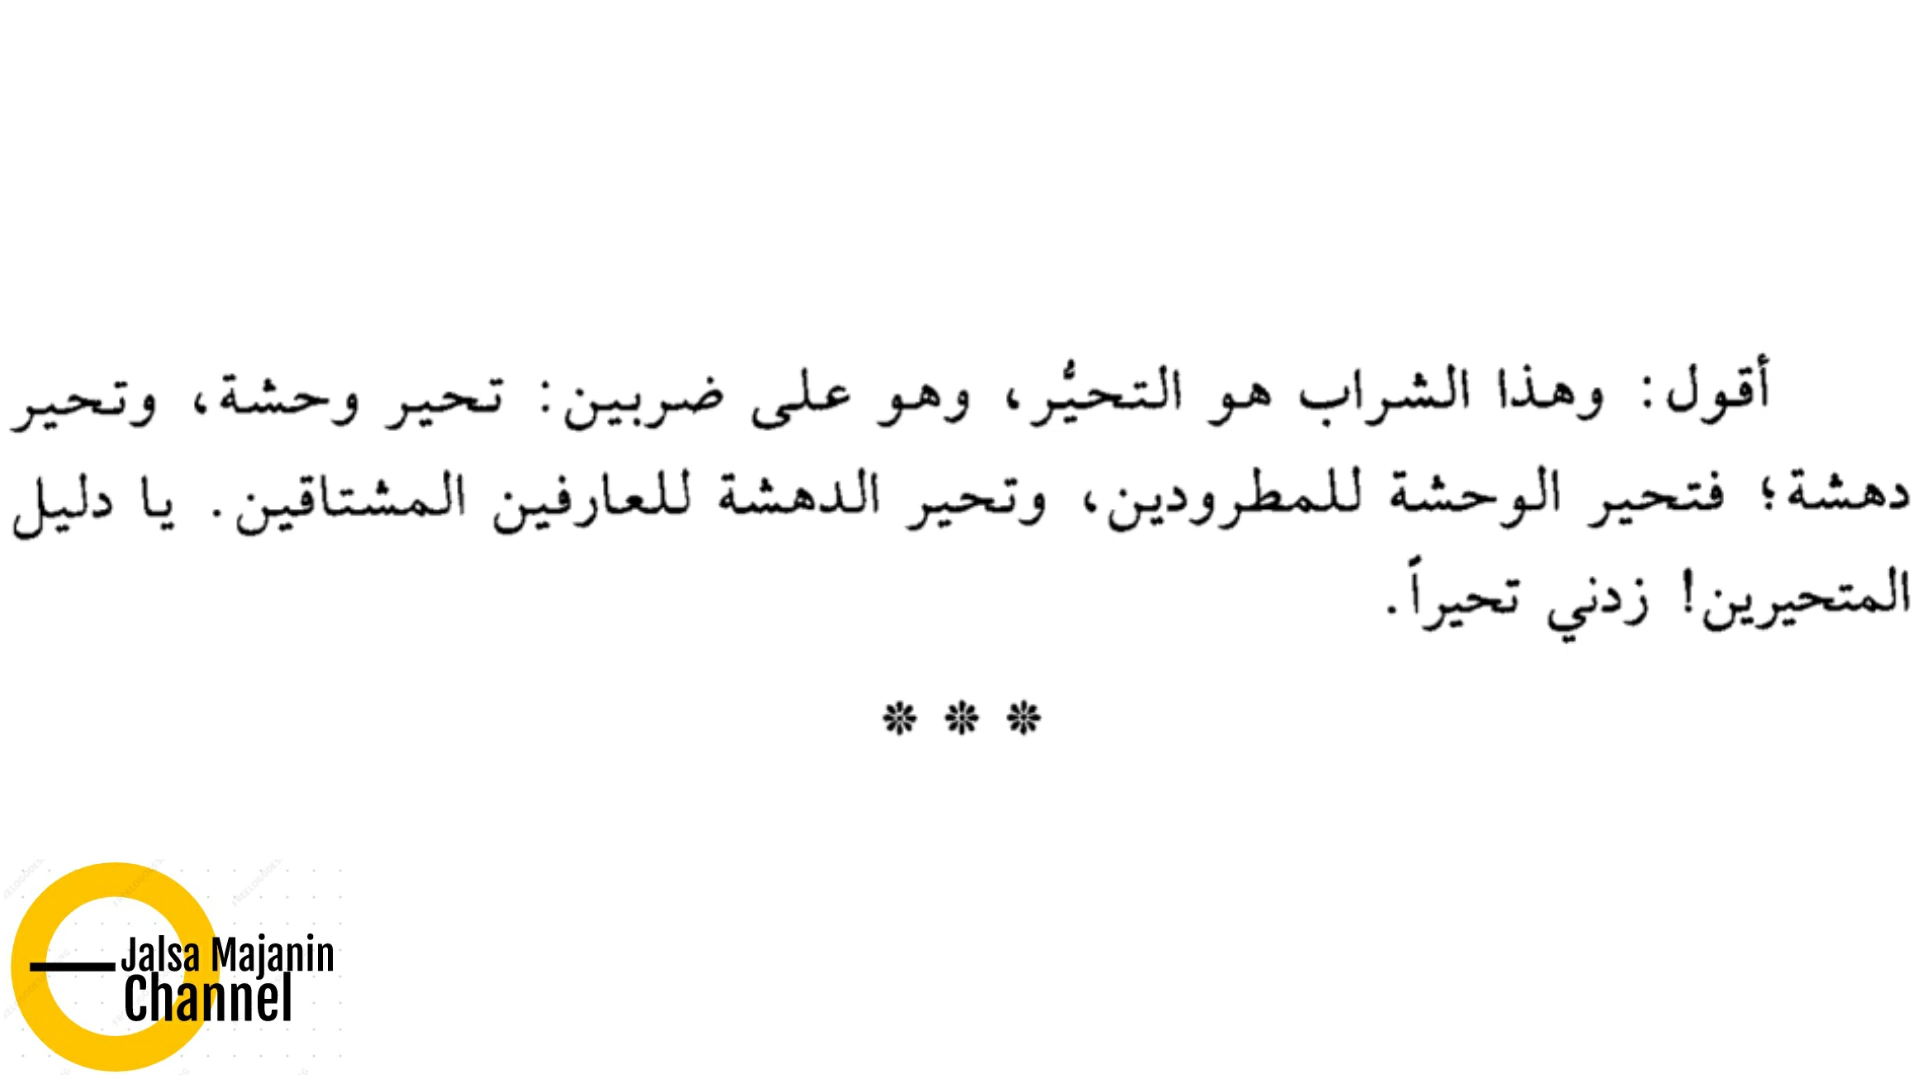 أقول: وهذا الشراب هو التحيُّر، وهو على ضربين: تحير وحشة، وتحير
دهشة؛ فتحير الوحشة للمطرودين، وتحير الدهشة للعارفين المشتاقين. يا دليل
المتحيرين! زدني تحيراً.
* * *
Jalsa Majanin
Channel